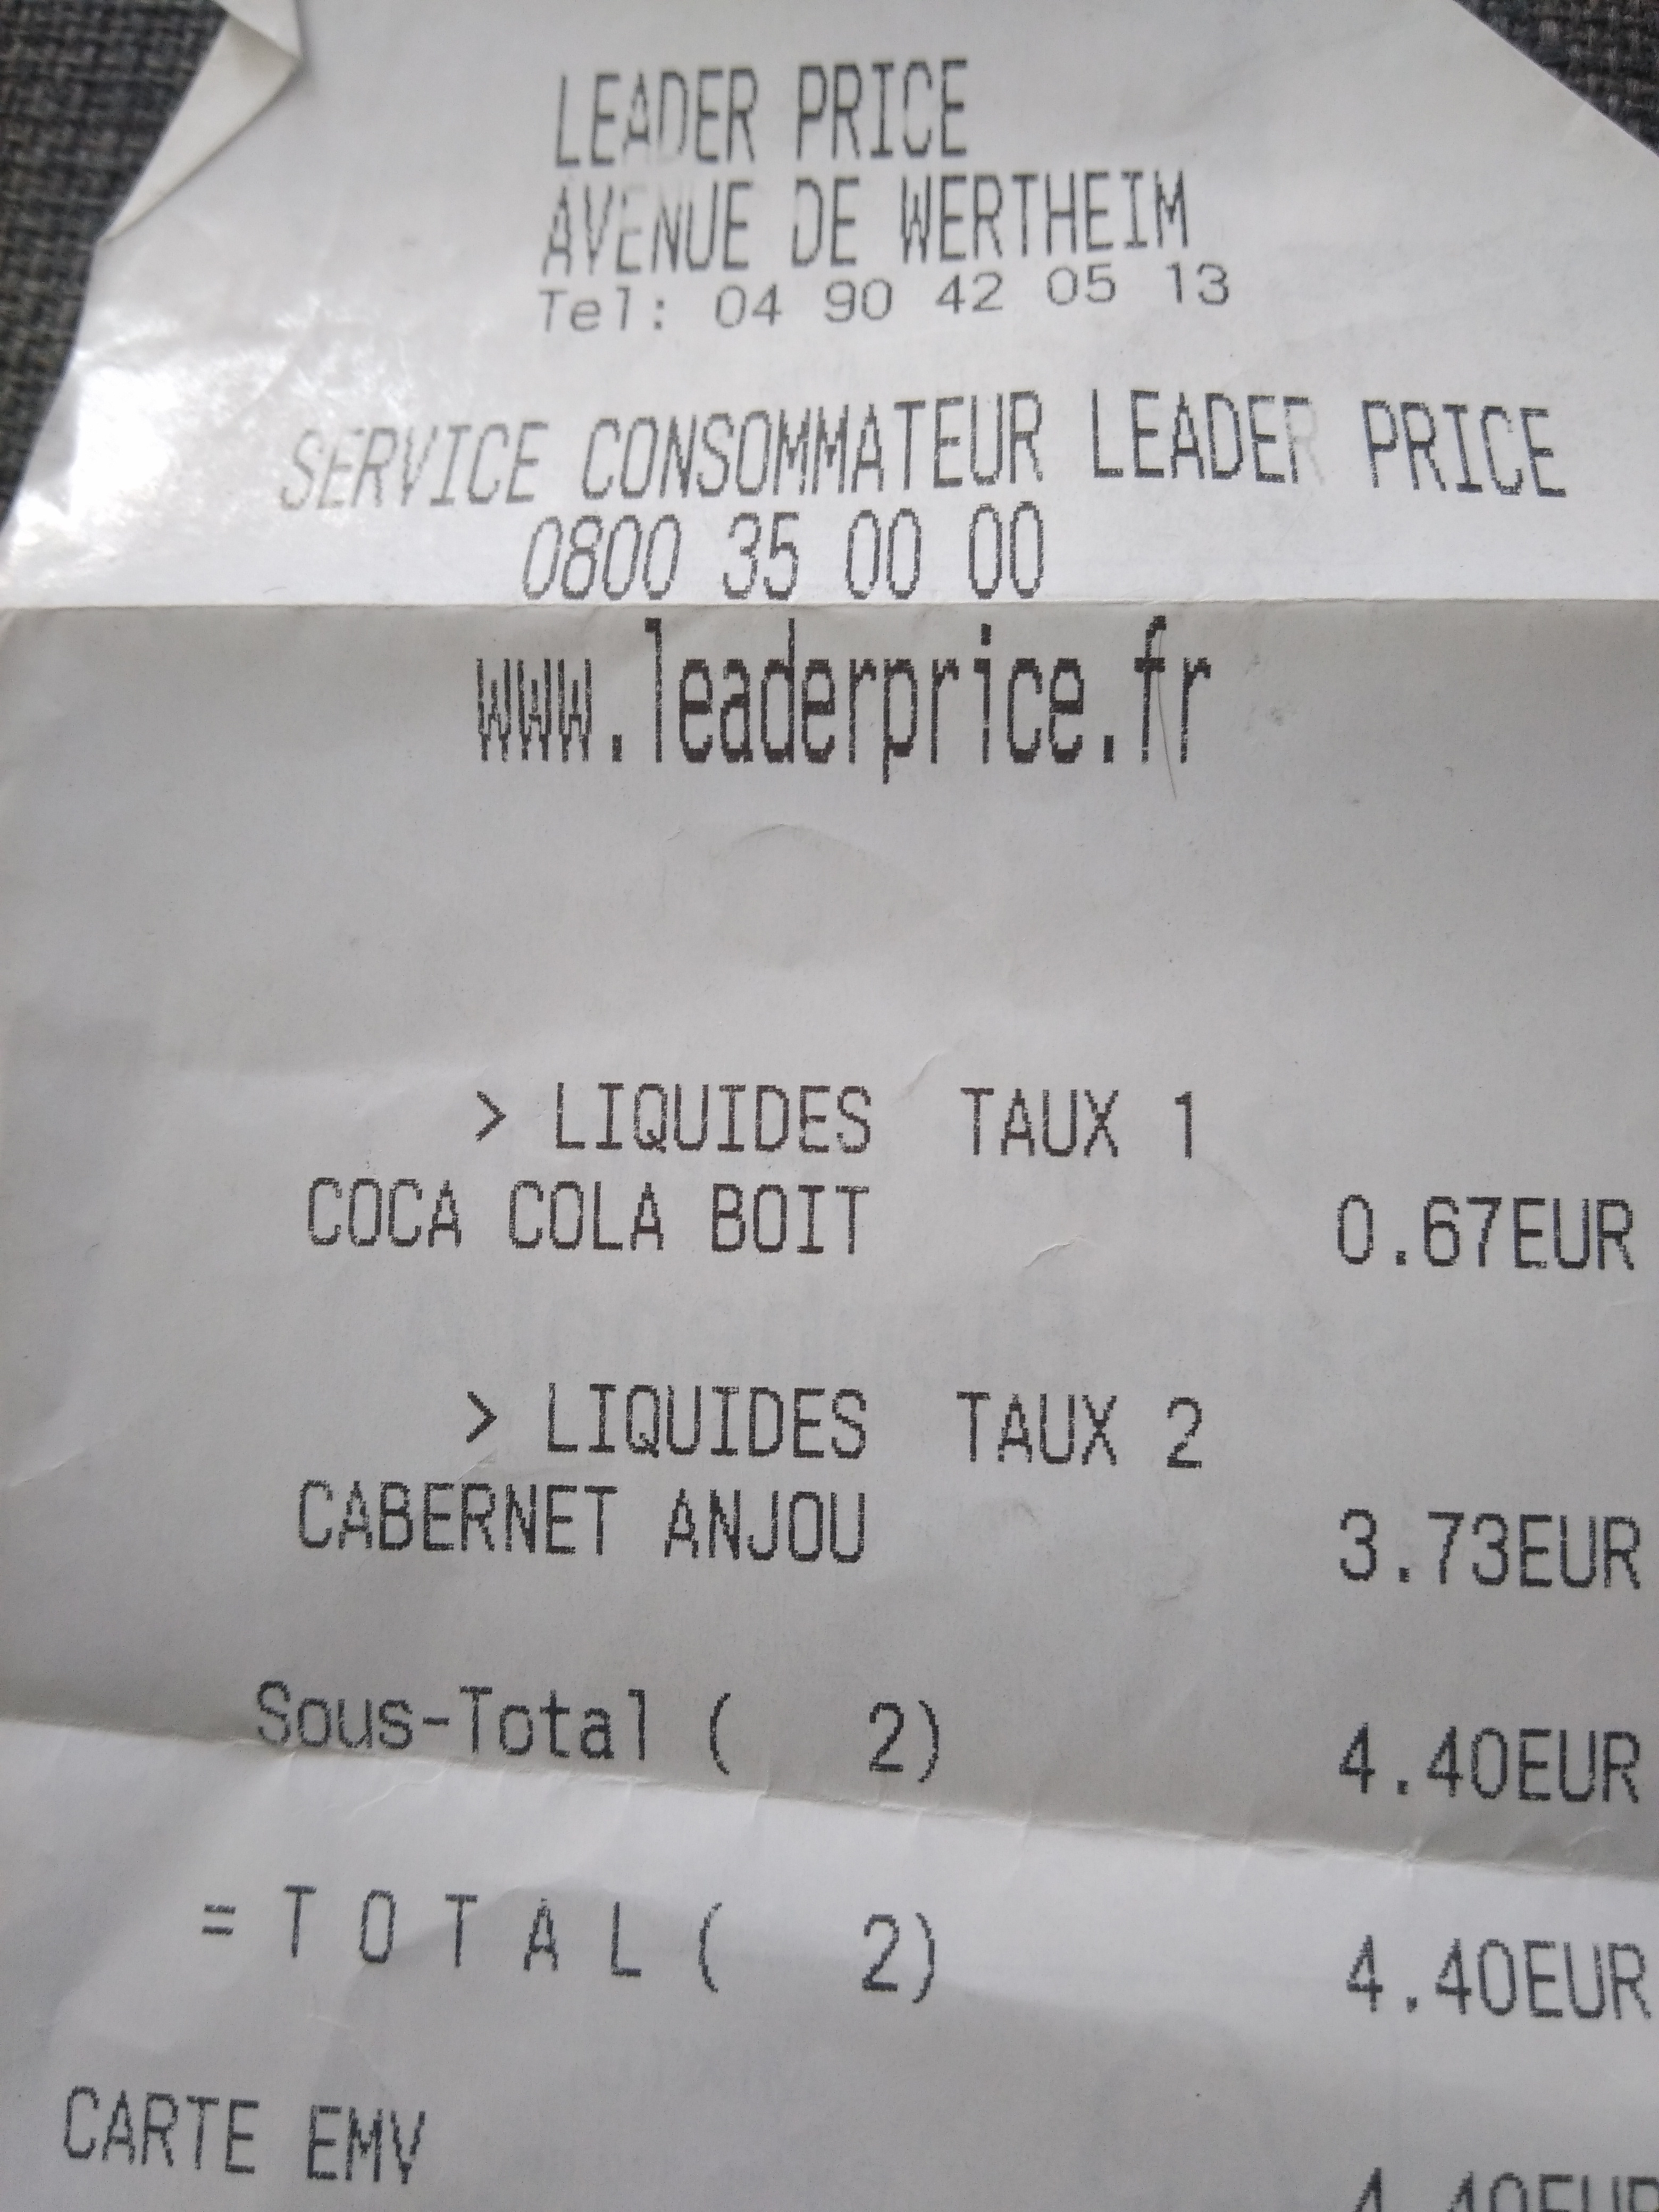 LEADER PRICE
AVENUE DE WERTHEIM
Tel: 04 90 42 05 13
SERVICE CONSOMMATEUR LEADER PRICE
0800 35 00 00
www.leaderprice.fr
> LIQUIDES TAUX 1
COCA COLA BOIT 0.67EUR
> LIQUIDES TAUX 2
CABERNET ANJOU 3.73EUR
Sous-Total ( 2) 4.40EUR
= T O T A L ( 2) 4.40EUR
CARTE EMV 4.40EUR